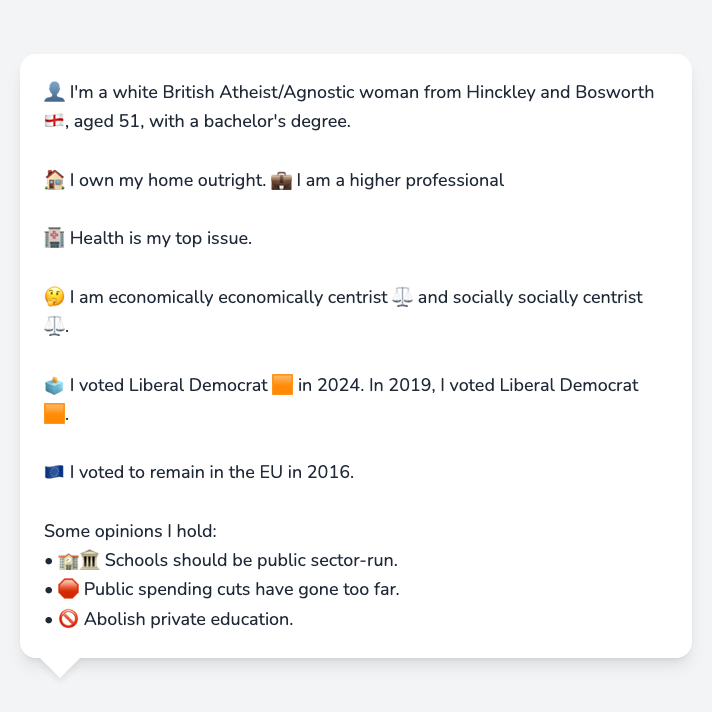 👤 I'm a white British Atheist/Agnostic woman from Hinckley and Bosworth
🏴󠁧󠁢󠁥󠁮󠁧󠁿, aged 51, with a bachelor's degree.
🏠 I own my home outright. 💼 I am a higher professional
🏥 Health is my top issue.
🤔 I am economically economically centrist ⚖️ and socially socially centrist
⚖️.
🗳️ I voted Liberal Democrat 🟧 in 2024. In 2019, I voted Liberal Democrat
🟧.
🇪🇺 I voted to remain in the EU in 2016.
Some opinions I hold:
• 🏫🏛️ Schools should be public sector-run.
• 🛑 Public spending cuts have gone too far.
• 🚫 Abolish private education.